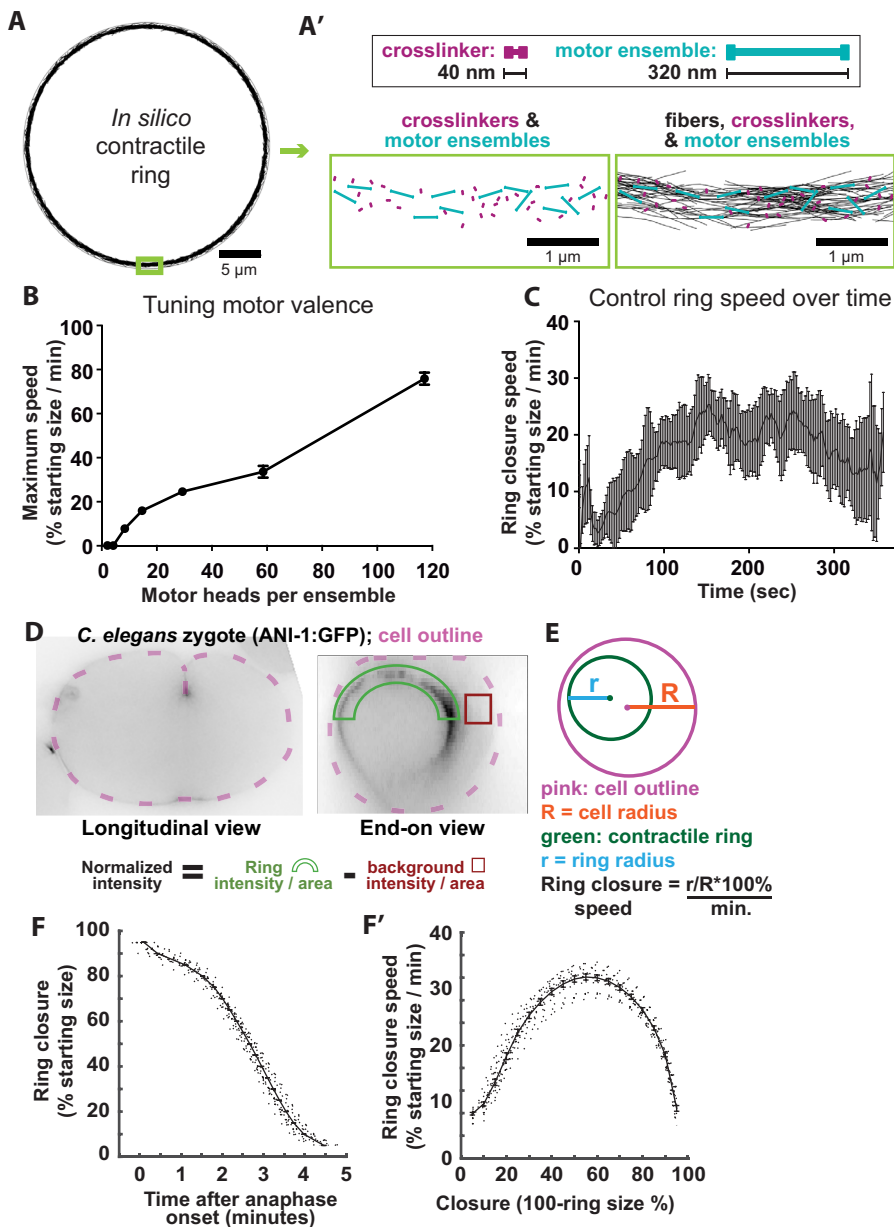 A
In silico
contractile
ring
5 µm
A'
crosslinker:
40 nm
motor ensemble:
320 nm
crosslinkers &
motor ensembles
1 µm
fibers, crosslinkers,
& motor ensembles
1 µm
B
Tuning motor valence
Maximum speed
(% starting size / min)
100
80
60
40
20
0
0 20 40 60 80 100 120
Motor heads per ensemble
C
Control ring speed over time
Ring closure speed
(% starting size / min)
40
30
20
10
0
0 100 200 300
Time (sec)
D
C. elegans zygote (ANI-1:GFP); cell outline
Longitudinal view
End-on view
Normalized
intensity
=
Ring
intensity / area
-
background
intensity / area
E
r
R
pink: cell outline
R = cell radius
green: contractile ring
r = ring radius
Ring closure = r/R*100%
speed min.
F
Ring closure
(% starting size)
100
80
60
40
20
0
0 1 2 3 4 5
Time after anaphase
onset (minutes)
F'
Ring closure speed
(% starting size / min)
40
30
20
10
0
0 20 40 60 80 100
Closure (100-ring size %)